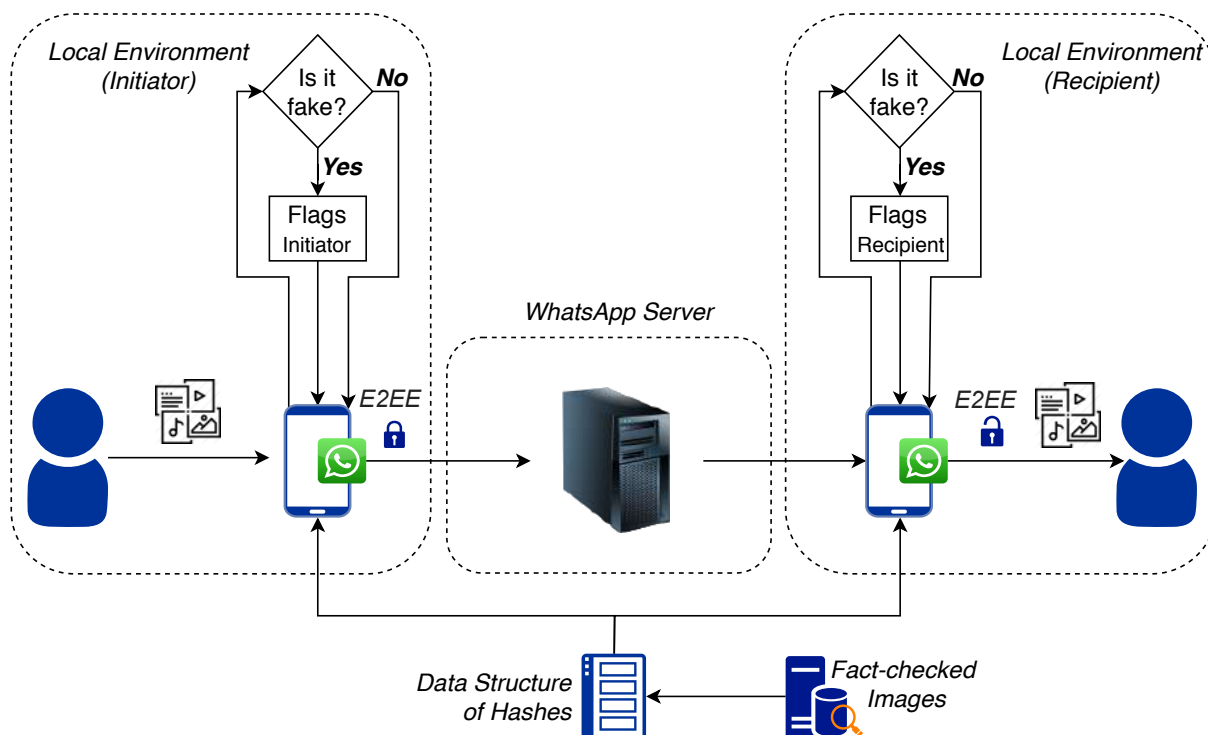 Local Environment
(Initiator)
Is it
fake?
No
Yes
Flags
Initiator
E2EE
WhatsApp Server
Local Environment
(Recipient)
Is it
fake?
No
Yes
Flags
Recipient
E2EE
Data Structure
of Hashes
Fact-checked
Images